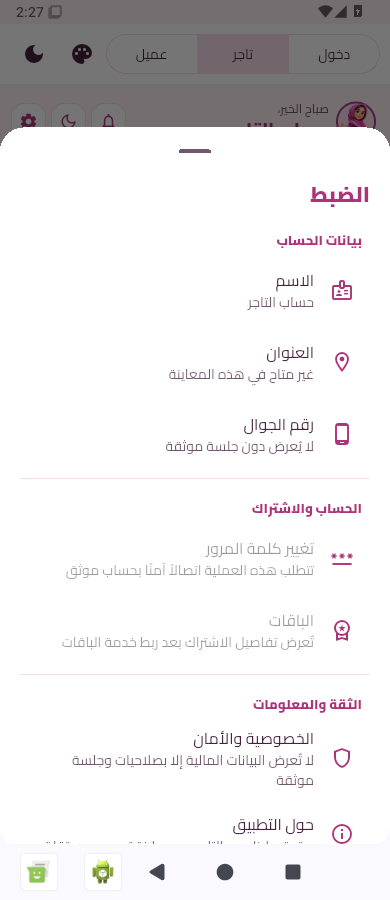 2:27
دخول
تاجر
عميل
صباح الخير،
الضبط
بيانات الحساب
الاسم
حساب التاجر
العنوان
غير متاح في هذه المعاينة
رقم الجوال
لا يُعرض دون جلسة موثقة
الحساب والاشتراك
تغيير كلمة المرور
تتطلب هذه العملية اتصالاً آمنًا بحساب موثق
الباقات
تُعرض تفاصيل الاشتراك بعد ربط خدمة الباقات
الثقة والمعلومات
الخصوصية والأمان
لا تُعرض البيانات المالية إلا بصلاحيات وجلسة
موثقة
حول التطبيق